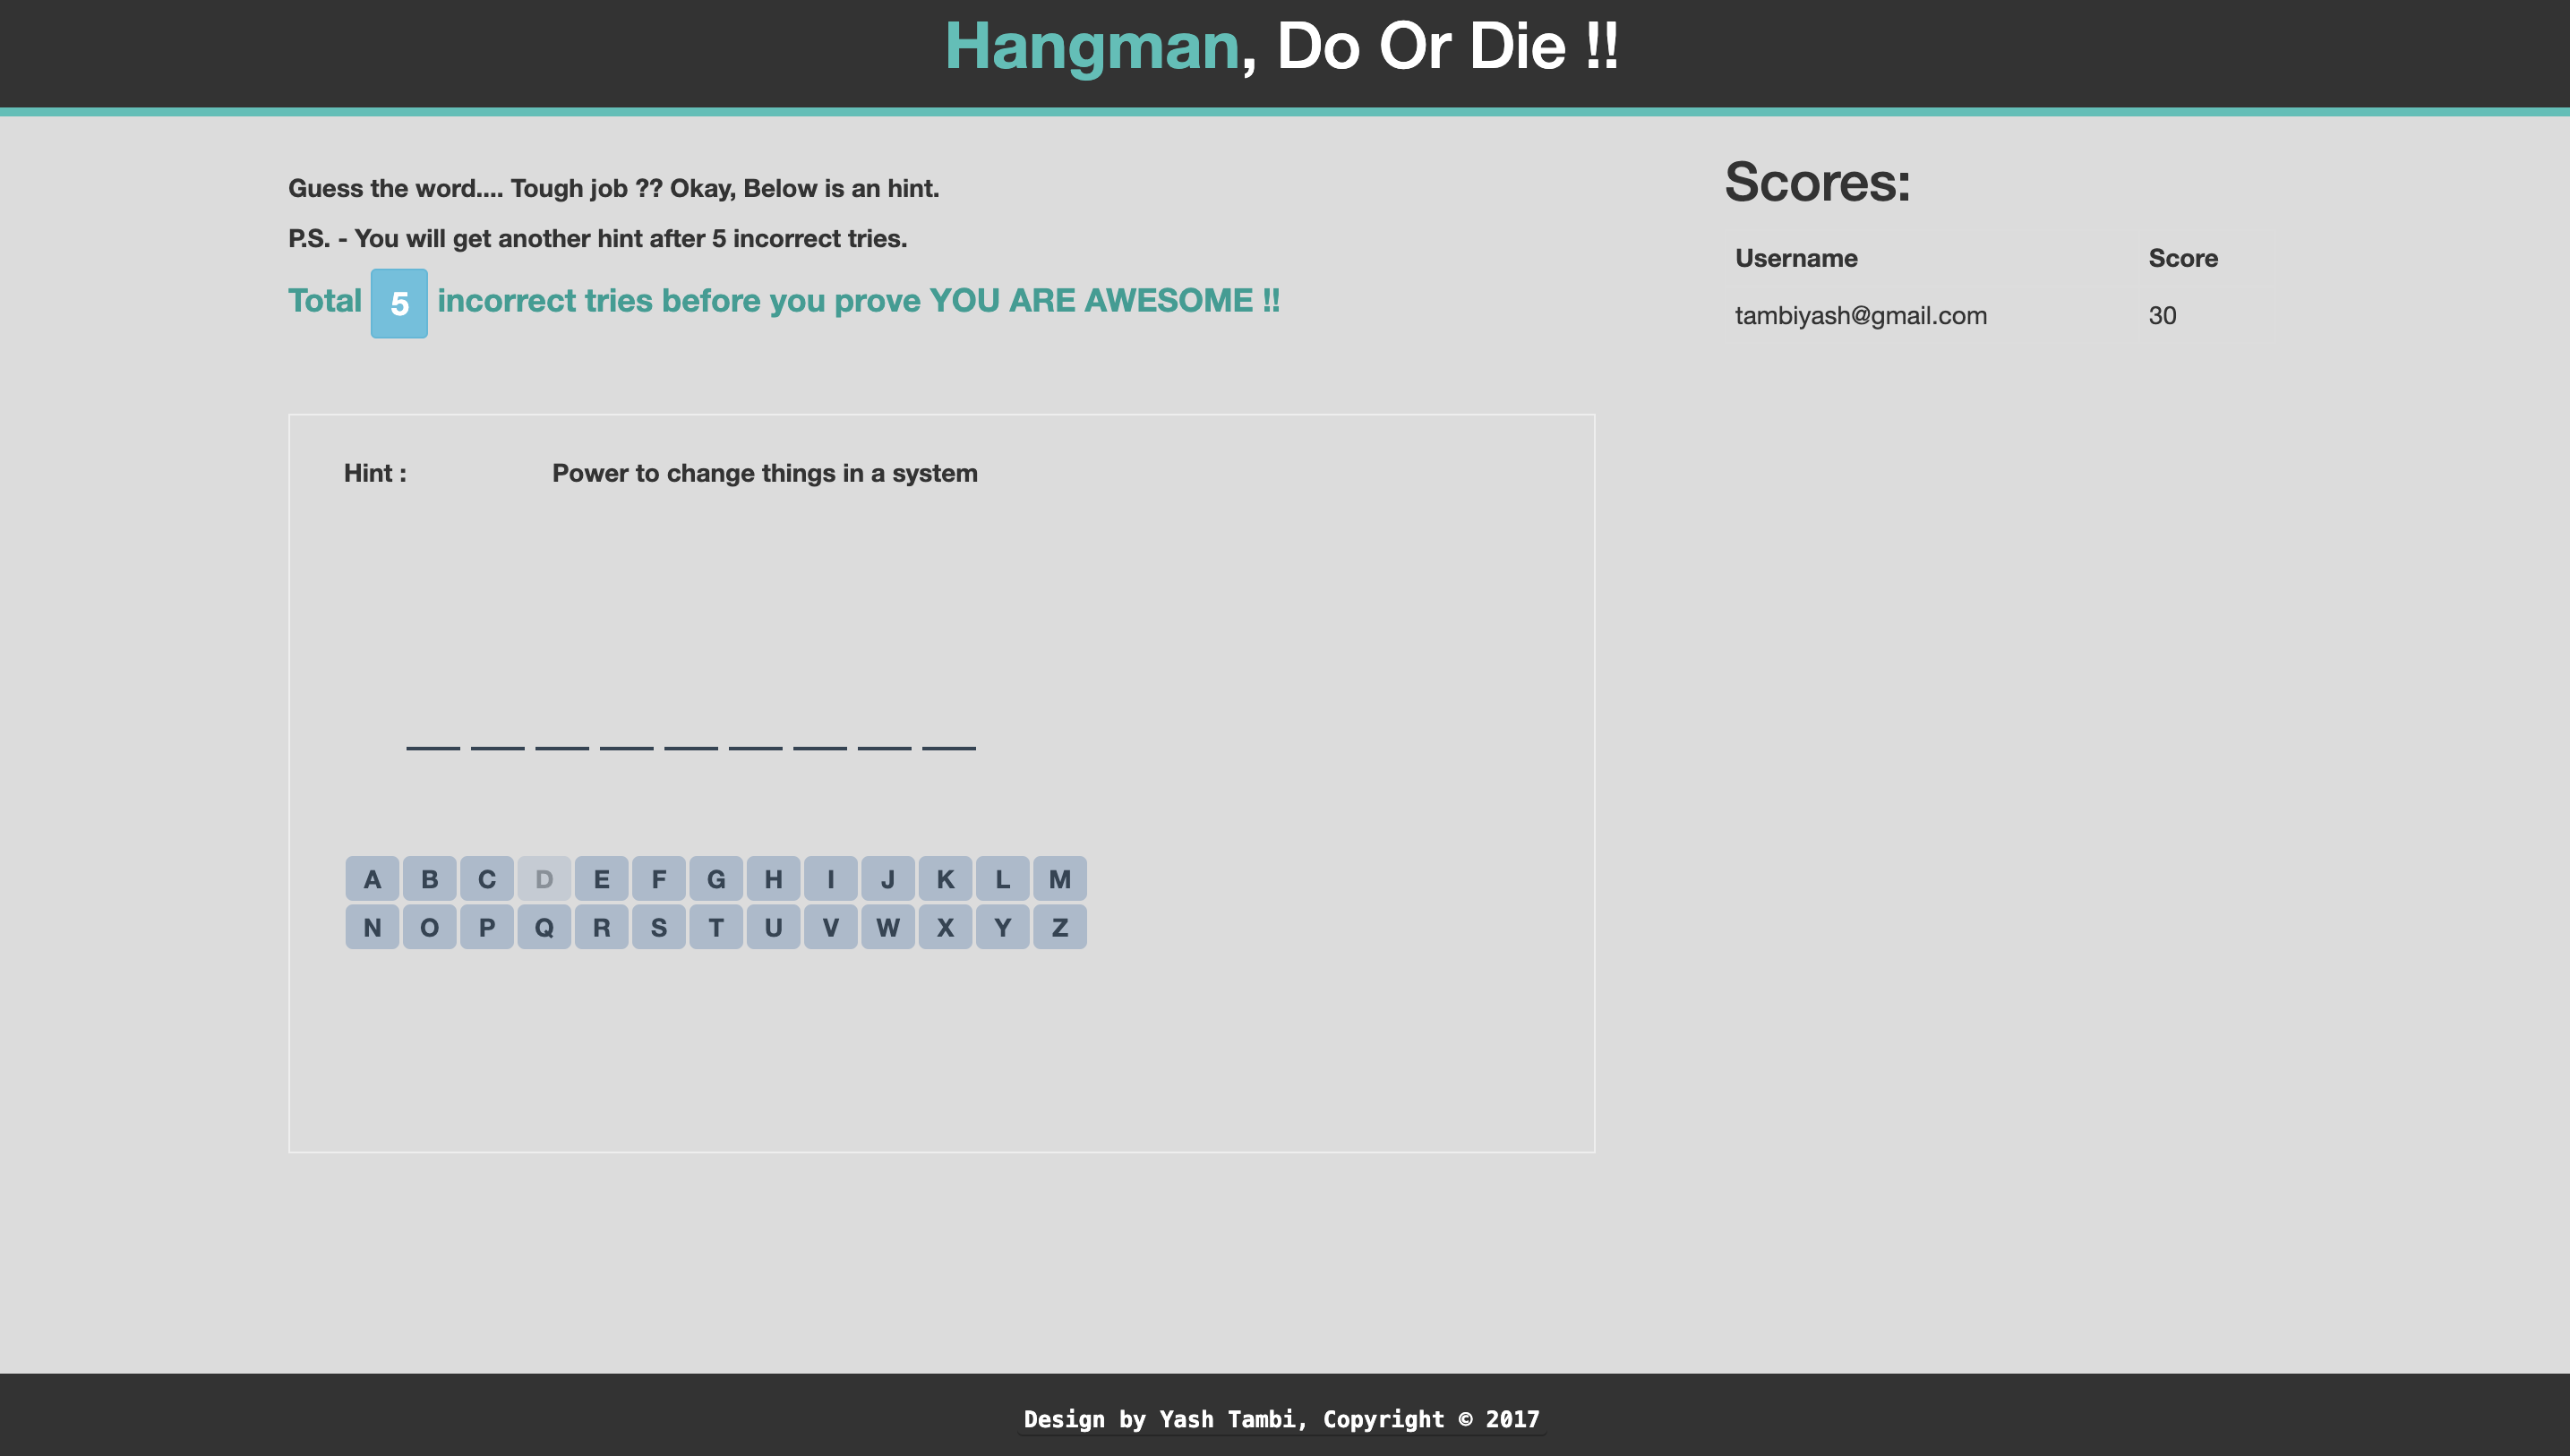 Hangman, Do Or Die !!
Guess the word.... Tough job ?? Okay, Below is an hint.
P.S. - You will get another hint after 5 incorrect tries.
Total 5 incorrect tries before you prove YOU ARE AWESOME !!
Hint : Power to change things in a system
A B C D E F G H I J K L M
N O P Q R S T U V W X Y Z
Scores:
Username Score
tambiyash@gmail.com 30
Design by Yash Tambi, Copyright © 2017